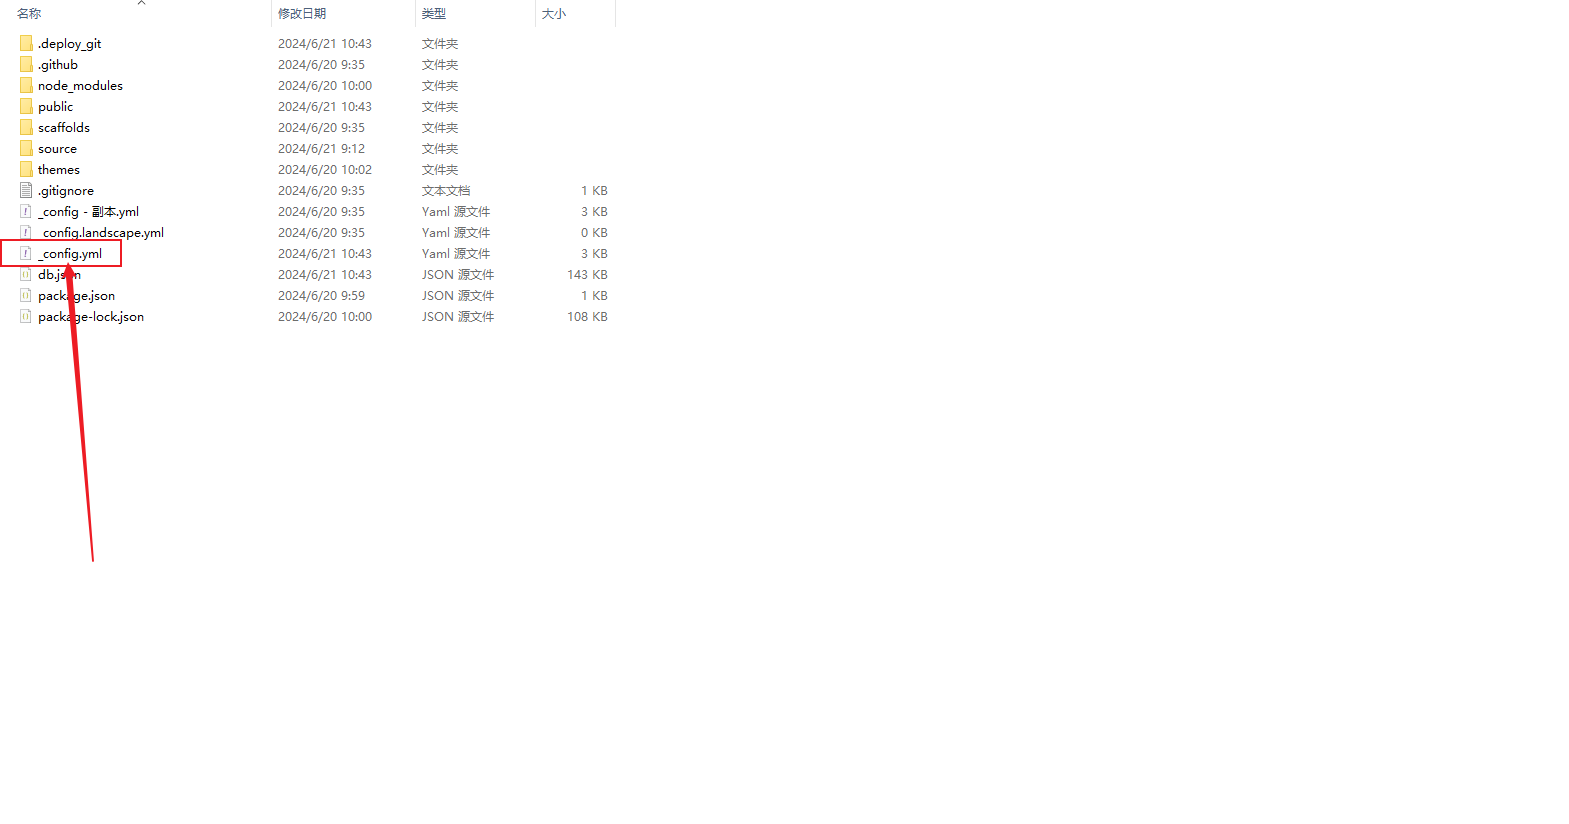 名称 修改日期 类型 大小
.deploy_git 2024/6/21 10:43 文件夹
.github 2024/6/20 9:35 文件夹
node_modules 2024/6/20 10:00 文件夹
public 2024/6/21 10:43 文件夹
scaffolds 2024/6/20 9:35 文件夹
source 2024/6/21 9:12 文件夹
themes 2024/6/20 10:02 文件夹
.gitignore 2024/6/20 9:35 文本文档 1 KB
_config - 副本.yml 2024/6/20 9:35 Yaml 源文件 3 KB
_config.landscape.yml 2024/6/20 9:35 Yaml 源文件 0 KB
_config.yml 2024/6/21 10:43 Yaml 源文件 3 KB
db.json 2024/6/21 10:43 JSON 源文件 143 KB
package.json 2024/6/20 9:59 JSON 源文件 1 KB
package-lock.json 2024/6/20 10:00 JSON 源文件 108 KB